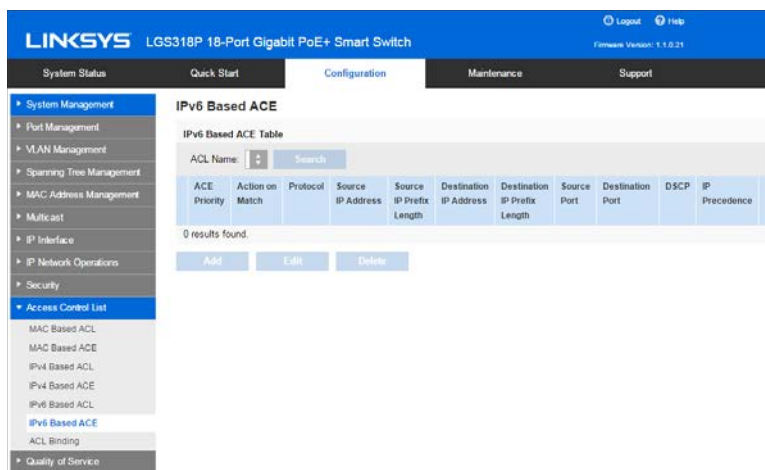 Logout Help
LINKSYS LGS318P 18-Port Gigabit PoE+ Smart Switch
Firmware Version: 1.1.0.21
System Status Quick Start Configuration Maintenance Support
System Management
Port Management
VLAN Management
Spanning Tree Management
MAC Address Management
Multicast
IP Interface
IP Network Operations
Security
Access Control List
MAC Based ACL
MAC Based ACE
IPv4 Based ACL
IPv4 Based ACE
IPv6 Based ACL
IPv6 Based ACE
ACL Binding
Quality of Service
IPv6 Based ACE
IPv6 Based ACE Table
ACL Name: Search
ACE Priority Action on Match Protocol Source IP Address Source IP Prefix Length Destination IP Address Destination IP Prefix Length Source Port Destination Port DSCP IP Precedence
0 results found.
Add Edit Delete